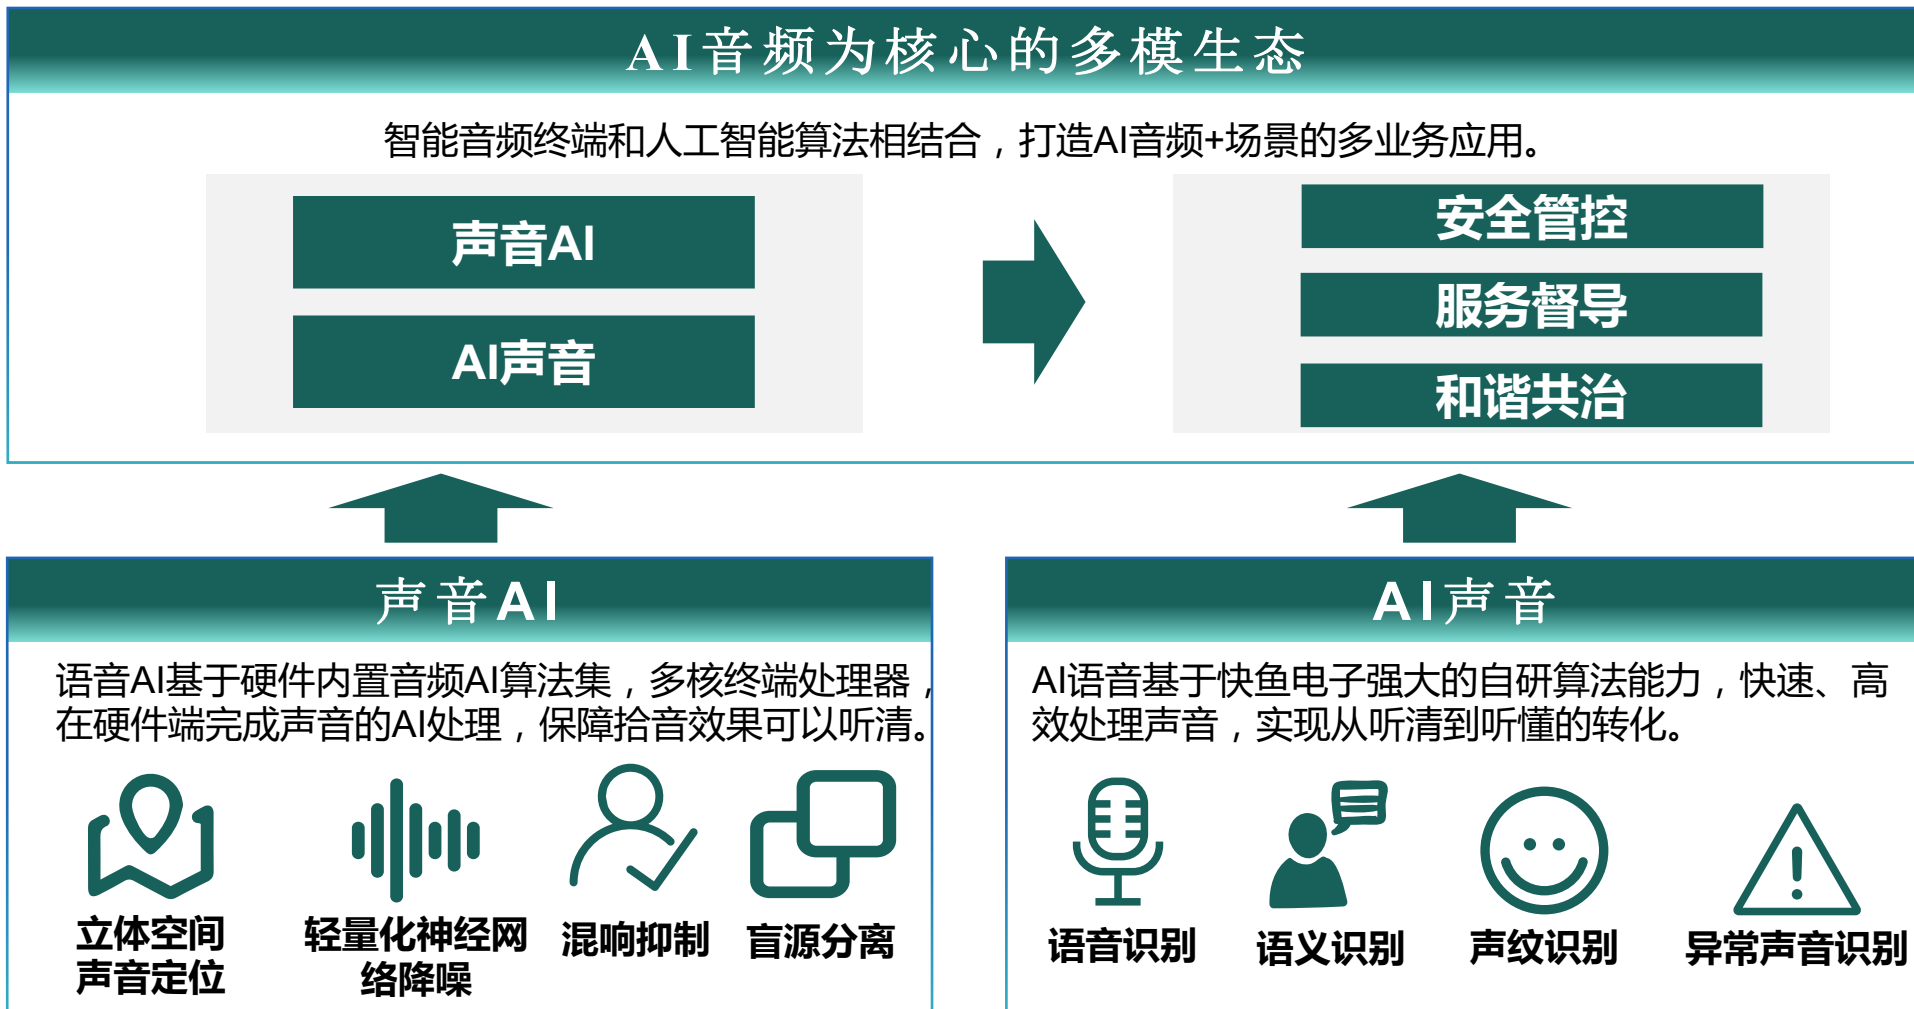 AI音频为核心的多模生态
智能音频终端和人工智能算法相结合，打造AI音频+场景的多业务应用。
声音AI
AI声音
安全管控
服务督导
和谐共治
声音AI
语音AI基于硬件内置音频AI算法集，多核终端处理器，
在硬件端完成声音的AI处理，保障拾音效果可以听清。
立体空间
声音定位
轻量化神经网
络降噪
混响抑制
盲源分离
AI声音
AI语音基于快鱼电子强大的自研算法能力，快速、高
效处理声音，实现从听清到听懂的转化。
语音识别
语义识别
声纹识别
异常声音识别